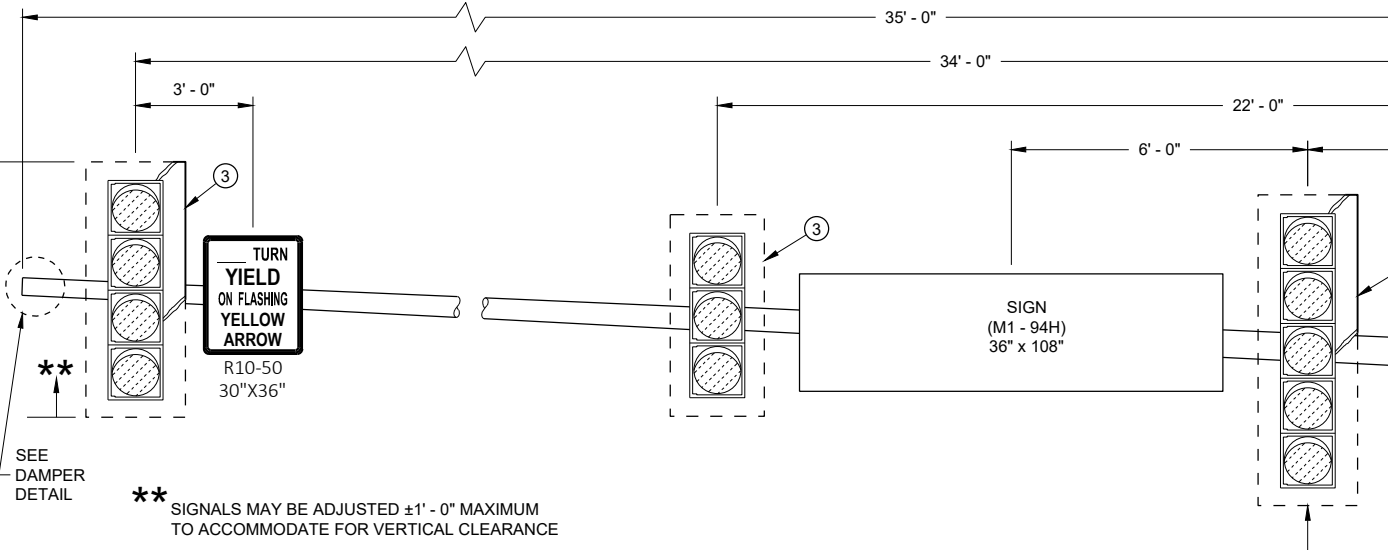 35' - 0"
34' - 0"
3' - 0"
22' - 0"
6' - 0"
3
3
___ TURN
YIELD
ON FLASHING
YELLOW
ARROW
R10-50
30"X36"
SIGN
(M1 - 94H)
36" x 108"
**
SEE
DAMPER
DETAIL
** SIGNALS MAY BE ADJUSTED ±1' - 0" MAXIMUM
TO ACCOMMODATE FOR VERTICAL CLEARANCE